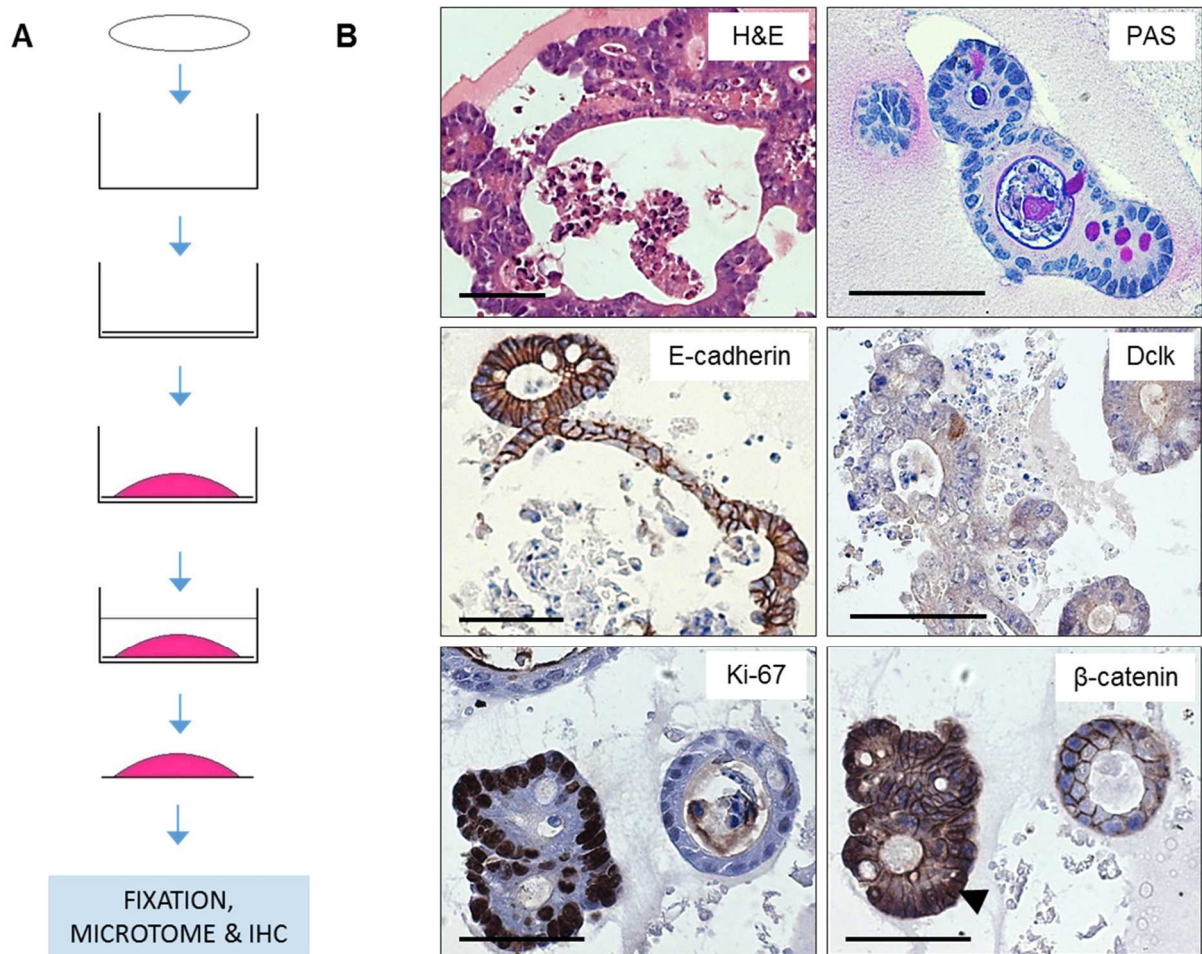 A
B
H&E
PAS
E-cadherin
Dclk
Ki-67
β-catenin
FIXATION,
MICROTOME & IHC